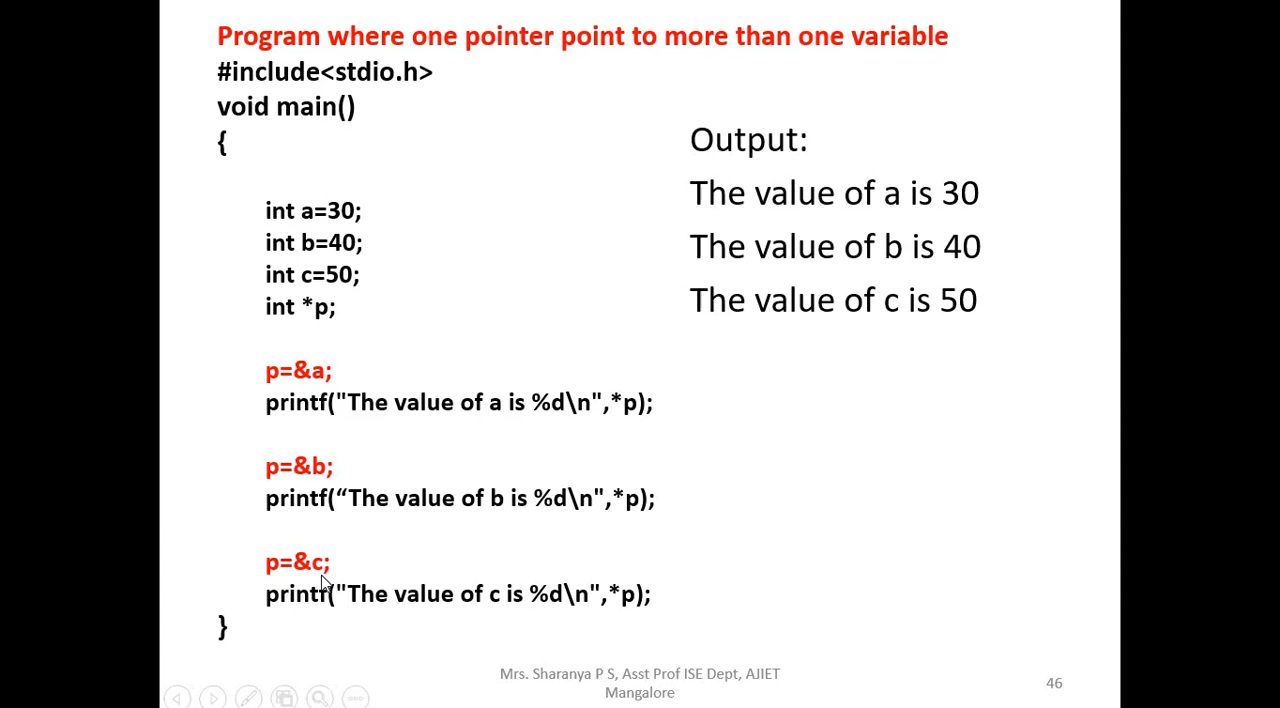 Program where one pointer point to more than one variable
#include<stdio.h>
void main()
{
int a=30;
int b=40;
int c=50;
int *p;
p=&a;
printf("The value of a is %d\n",*p);
p=&b;
printf(“The value of b is %d\n",*p);
p=&c;
printf("The value of c is %d\n",*p);
}
Output:
The value of a is 30
The value of b is 40
The value of c is 50
Mrs. Sharanya P S, Asst Prof ISE Dept, AJIET
Mangalore
46